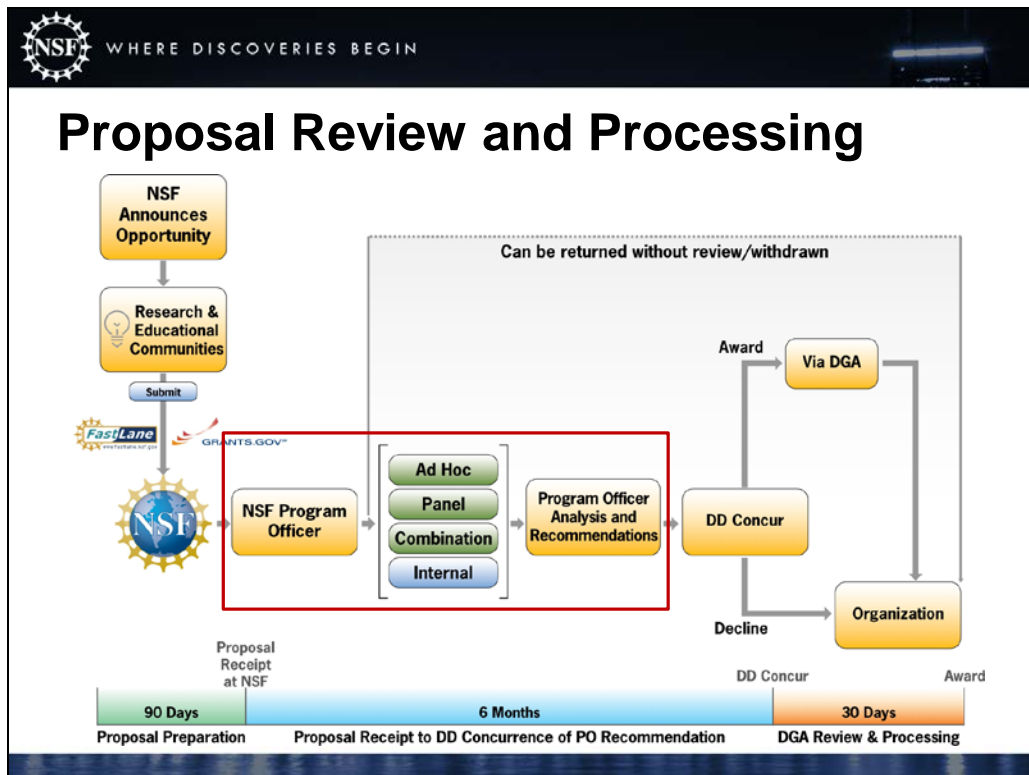 NSF
WHERE DISCOVERIES BEGIN
Proposal Review and Processing
NSF
Announces
Opportunity
Research &
Educational
Communities
Submit
FastLane
GRANTS.GOV℠
NSF
NSF Program
Officer
Ad Hoc
Panel
Combination
Internal
Program Officer
Analysis and
Recommendations
Can be returned without review/withdrawn
DD Concur
Award
Via DGA
Decline
Organization
Proposal
Receipt
at NSF
DD Concur
Award
90 Days
6 Months
30 Days
Proposal Preparation
Proposal Receipt to DD Concurrence of PO Recommendation
DGA Review & Processing